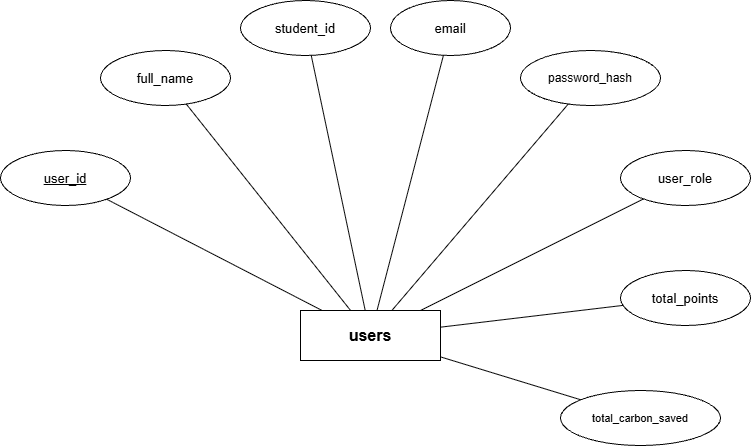 student_id
email
full_name
password_hash
user_id
user_role
total_points
users
total_carbon_saved